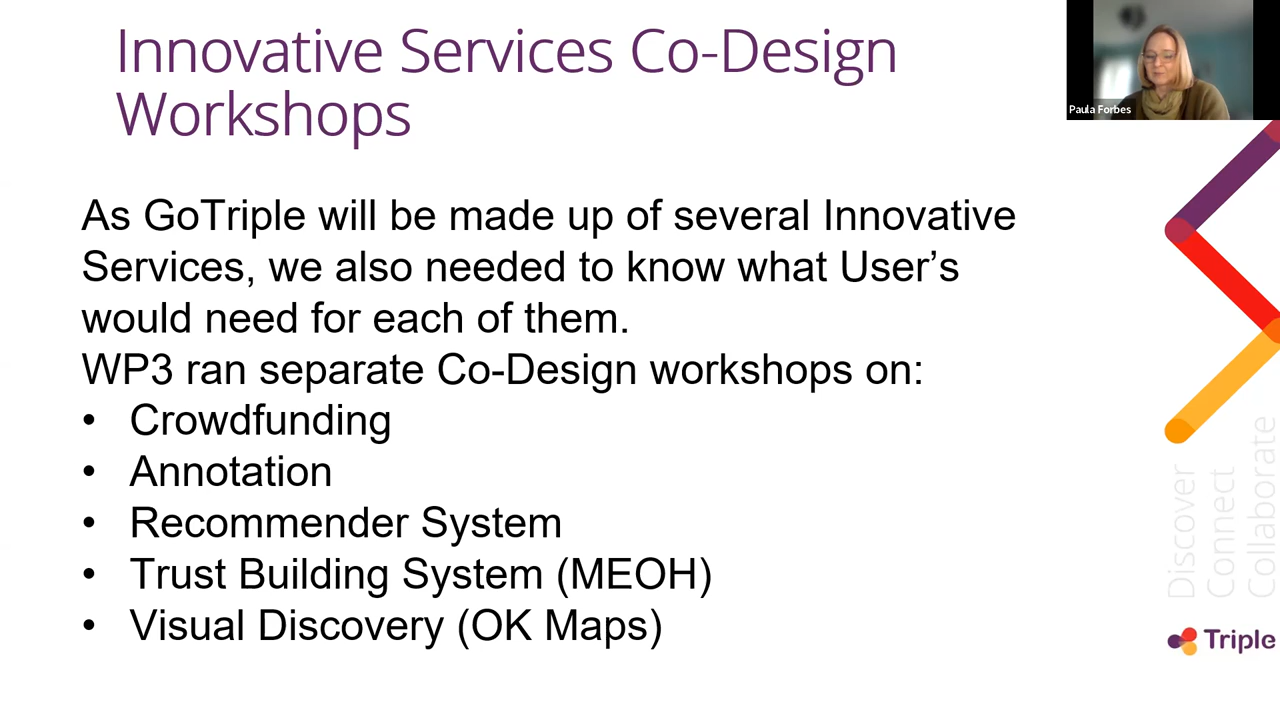 Innovative Services Co-Design
Workshops
Paula Forbes
As GoTriple will be made up of several Innovative
Services, we also needed to know what User’s
would need for each of them.
WP3 ran separate Co-Design workshops on:
• Crowdfunding
• Annotation
• Recommender System
• Trust Building System (MEOH)
• Visual Discovery (OK Maps)
Discover
Connect
Collaborate
Triple